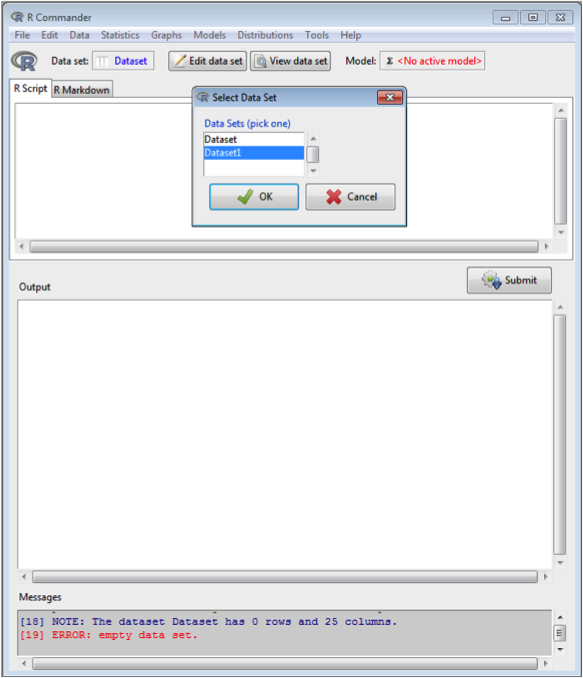 R Commander
File Edit Data Statistics Graphs Models Distributions Tools Help
Data set: Dataset Edit data set View data set Model: Σ <No active model>
R Script R Markdown
Select Data Set
Data Sets (pick one)
Dataset
Dataset1
OK Cancel
Submit
Output
Messages
[18] NOTE: The dataset Dataset has 0 rows and 25 columns.
[19] ERROR: empty data set.